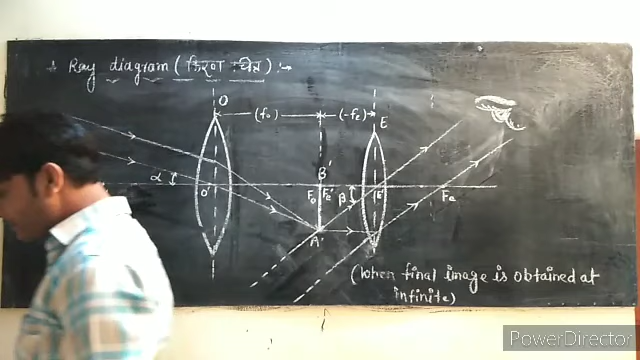 Ray diagram (किरण चित्र) :→
O
(fo)
(-fe)
E
B'
α
O'
Fo
Fe'
β
E'
Fe
A'
(When final image is obtained at
infinite)
PowerDirector